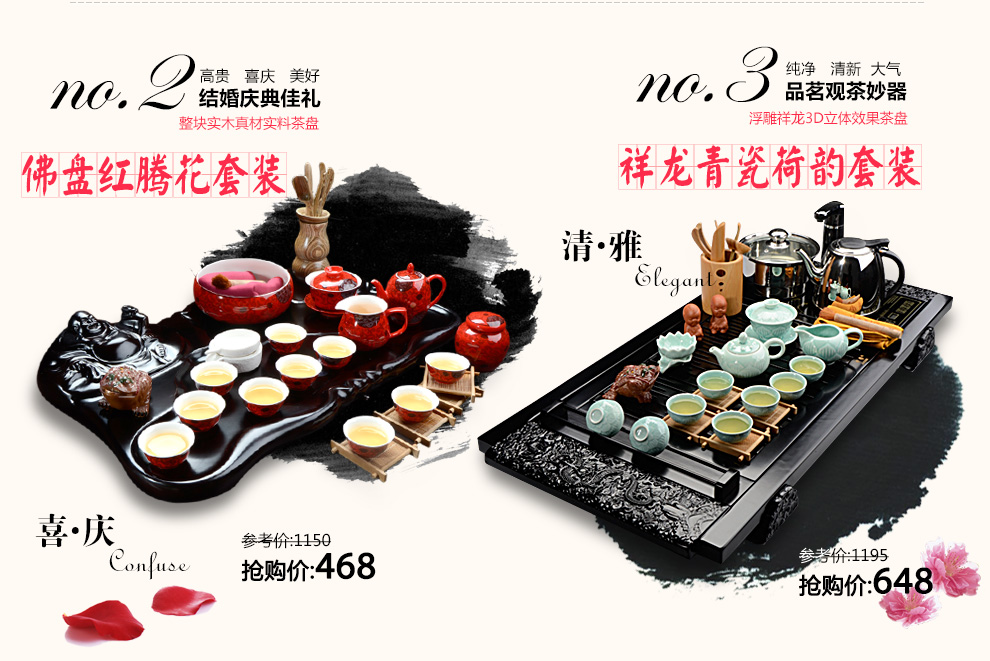 no.2
高贵 喜庆 美好
结婚庆典佳礼
整块实木真材实料茶盘
佛盘红腾花套装
喜·庆
Confuse
参考价:1150
抢购价:468
no.3
纯净 清新 大气
品茗观茶妙器
浮雕祥龙3D立体效果茶盘
祥龙青瓷荷韵套装
清·雅
Elegant
参考价:1195
抢购价:648